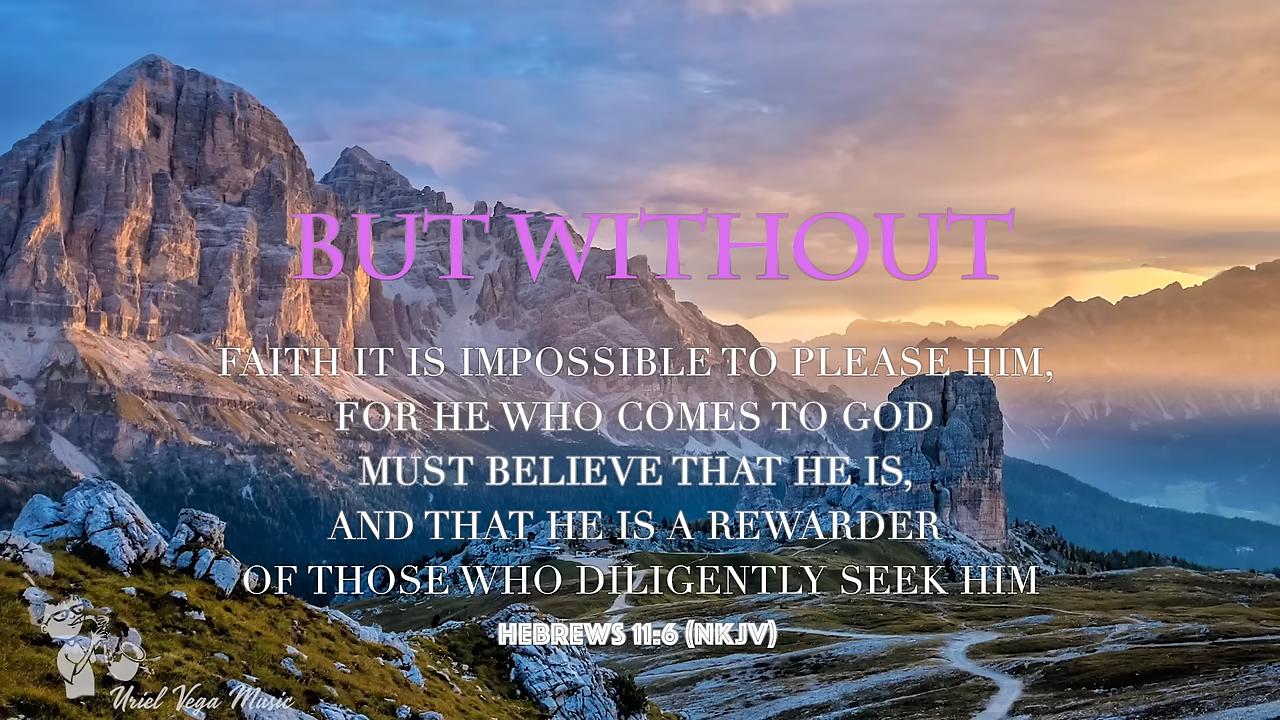 BUT WITHOUT
FAITH IT IS IMPOSSIBLE TO PLEASE HIM,
FOR HE WHO COMES TO GOD
MUST BELIEVE THAT HE IS,
AND THAT HE IS A REWARDER
OF THOSE WHO DILIGENTLY SEEK HIM
HEBREWS 11:6 (NKJV)
Uriel Vega Music